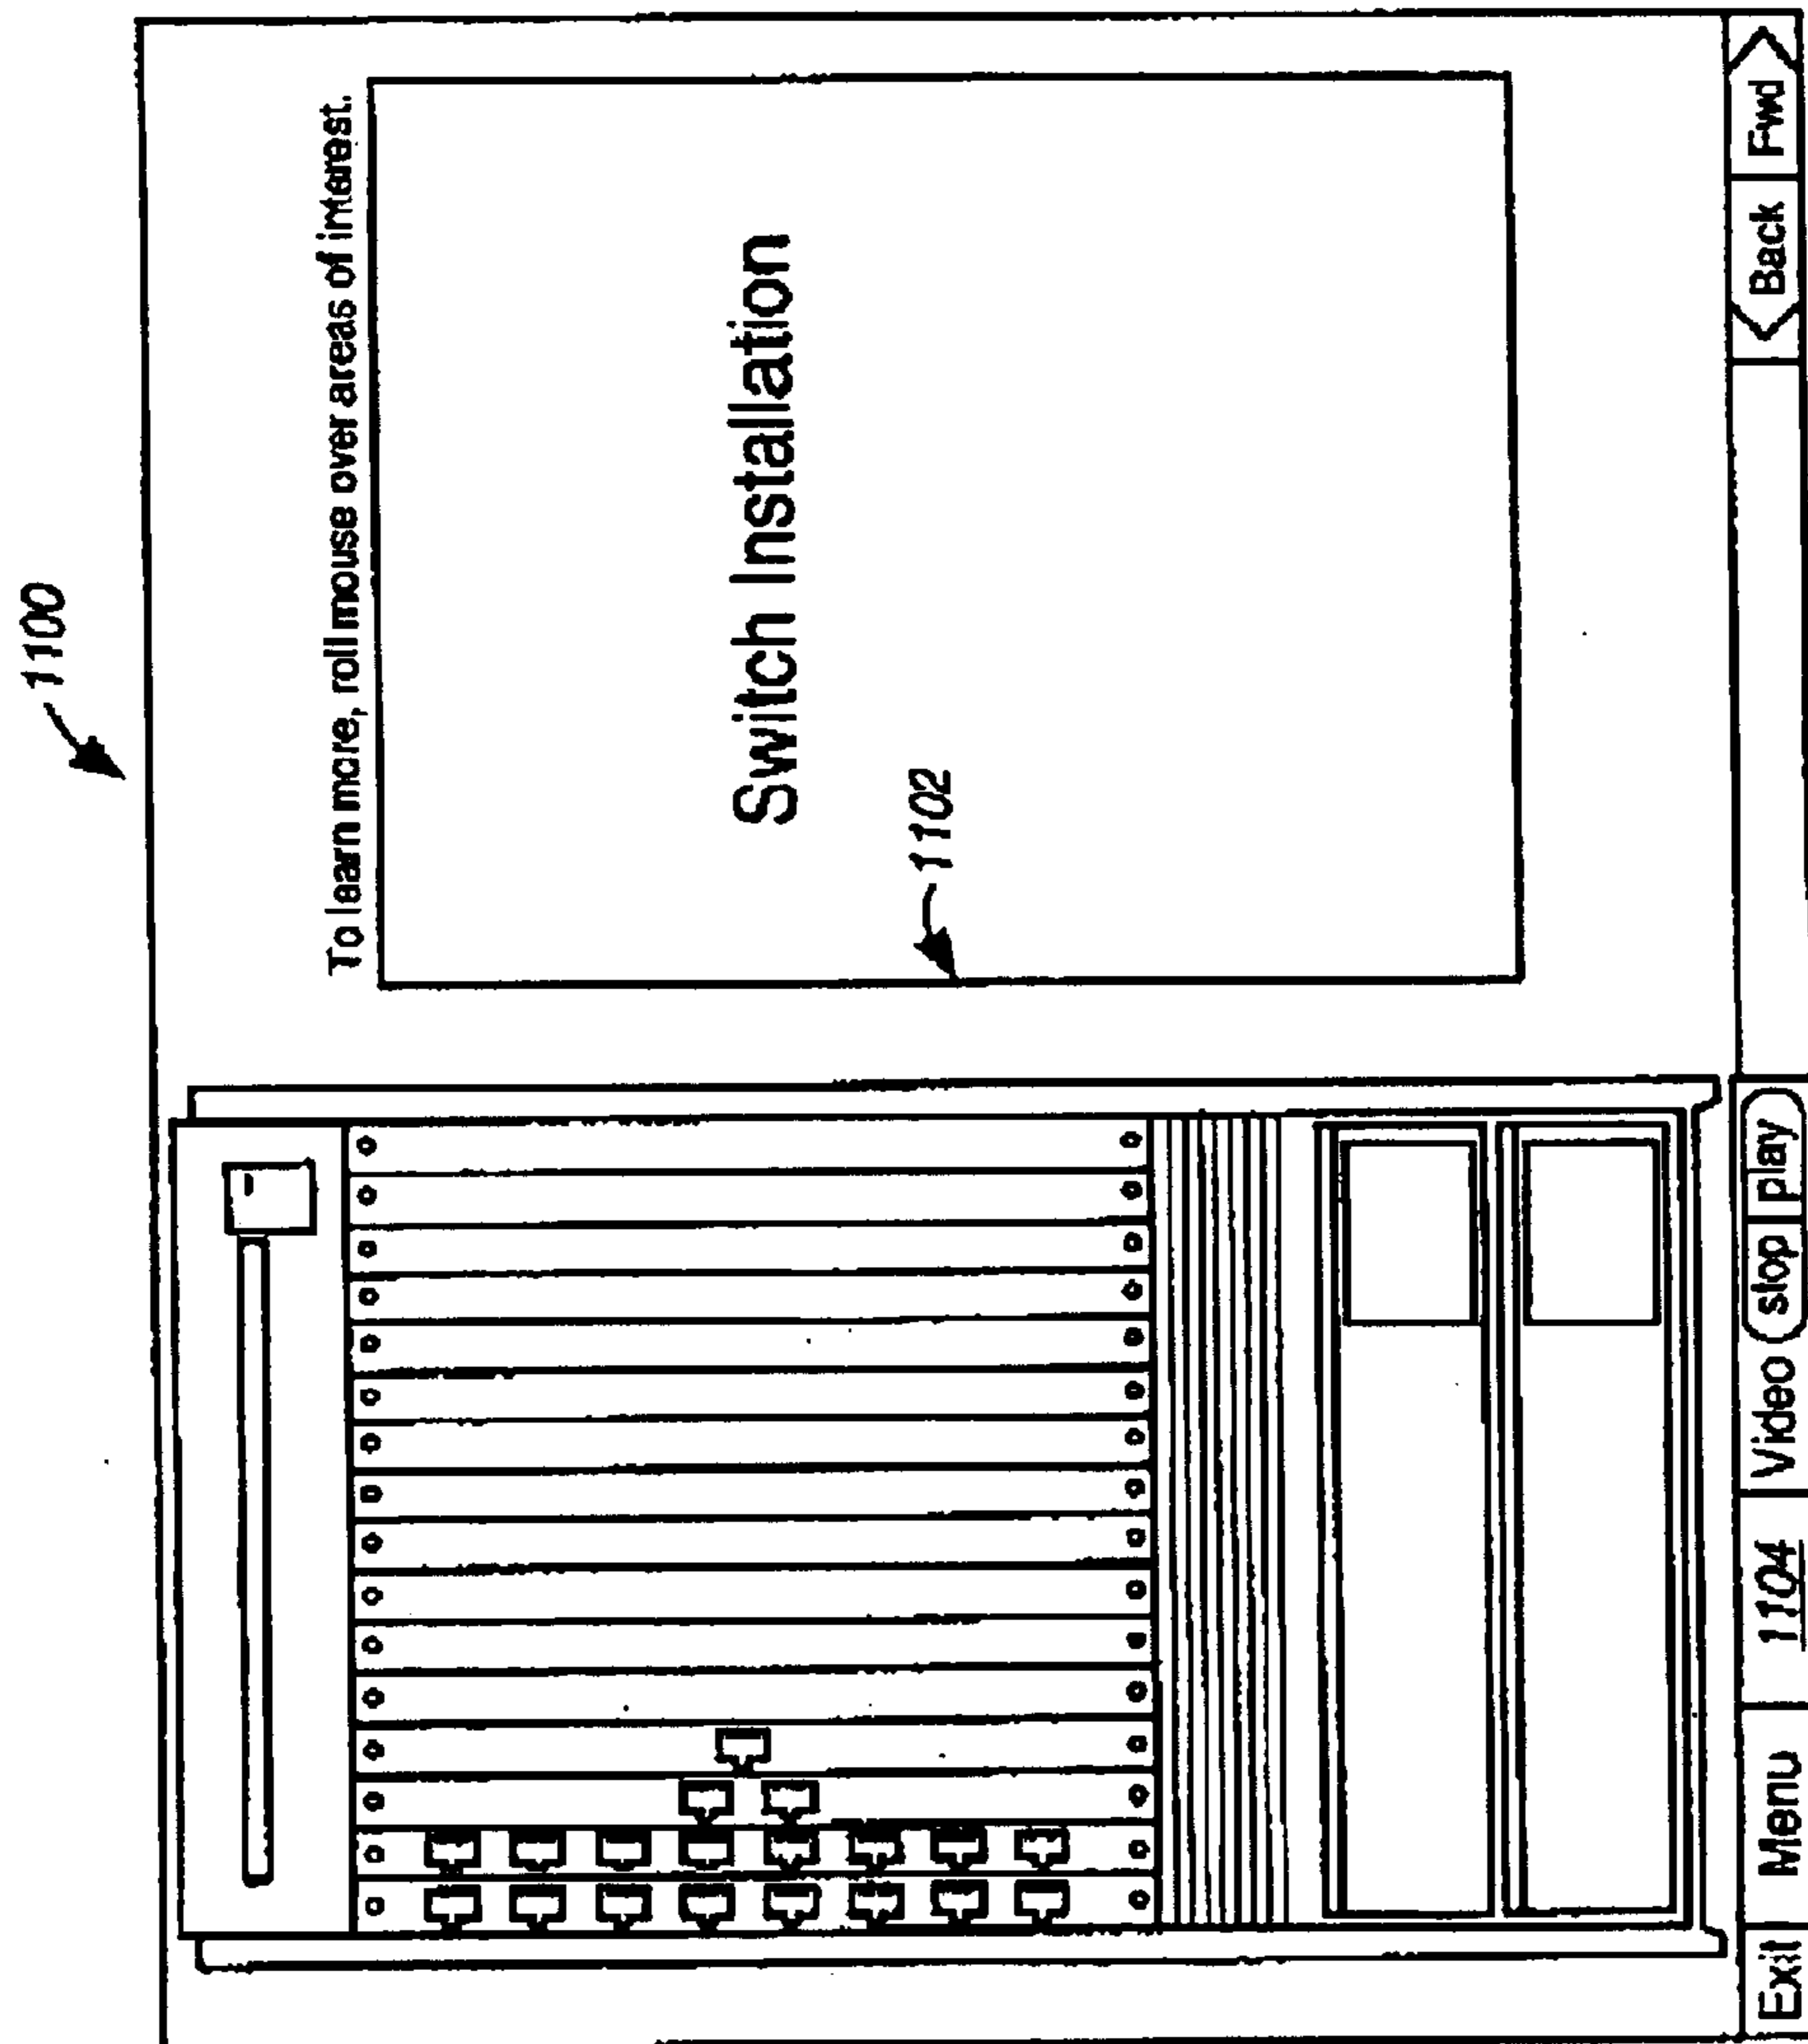 1100
To learn more, roll mouse over areas of interest.
Switch Installation
1102
Exit Menu 1104 Video stop play Back Fwd